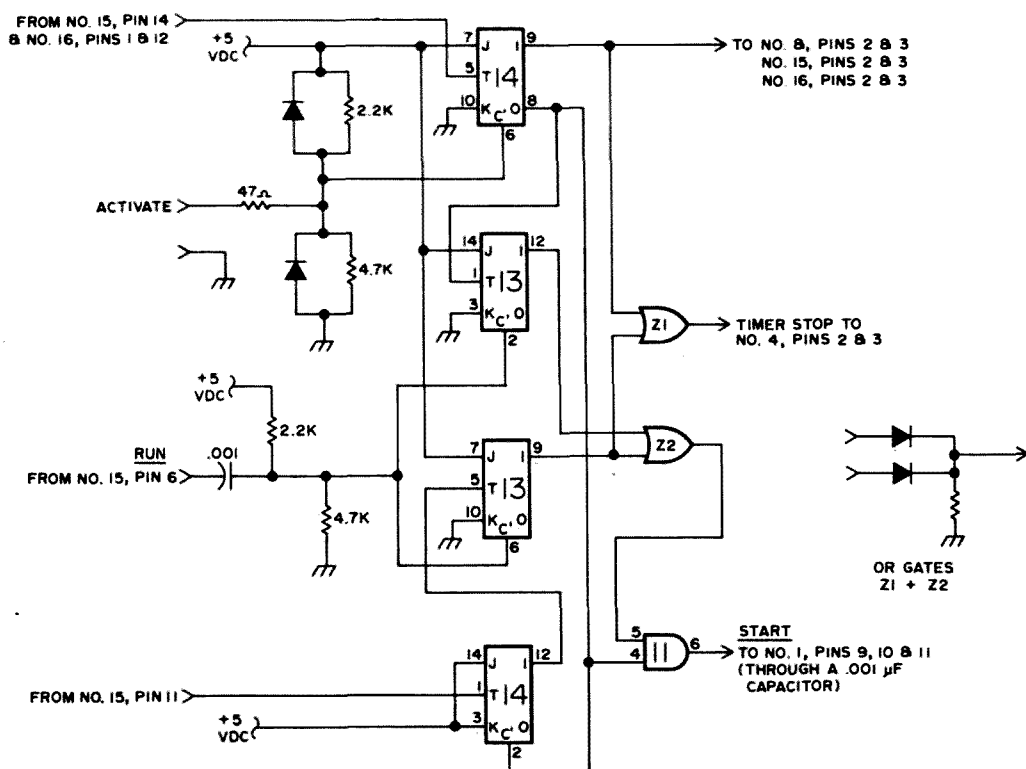 FROM NO. 15, PIN 14
& NO. 16, PINS 1 & 12
+5
VDC
7
J
1
9
5
T
14
10
K
C'
0
8
6
TO NO. 8, PINS 2 & 3
NO. 15, PINS 2 & 3
NO. 16, PINS 2 & 3
2.2K
ACTIVATE
47Ω
4.7K
14
J
1
12
1
T
13
3
K
C'
0
2
Z1
TIMER STOP TO
NO. 4, PINS 2 & 3
+5
VDC
2.2K
RUN
.001
FROM NO. 15, PIN 6
4.7K
7
J
1
9
5
T
13
10
K
C'
0
6
Z2
OR GATES
Z1 + Z2
5
4
11
6
START
TO NO. 1, PINS 9, 10 & 11
(THROUGH A .001 µF
CAPACITOR)
14
J
1
12
FROM NO. 15, PIN 11
1
T
14
+5
VDC
3
K
C'
0
2